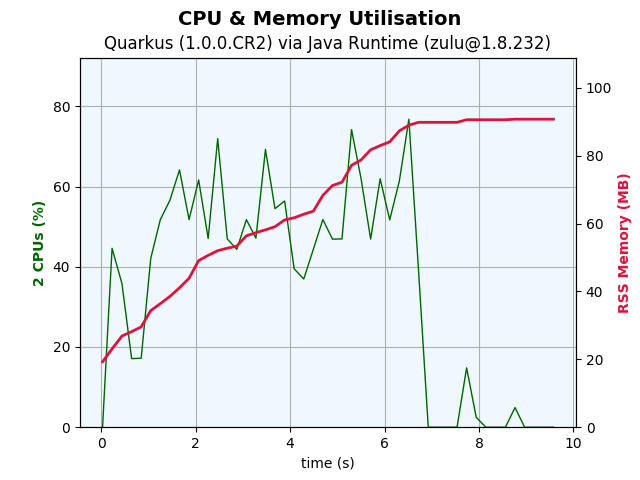 CPU & Memory Utilisation
Quarkus (1.0.0.CR2) via Java Runtime (zulu@1.8.232)
2 CPUs (%)
80
60
40
20
0
RSS Memory (MB)
100
80
60
40
20
0
0 2 4 6 8 10
time (s)